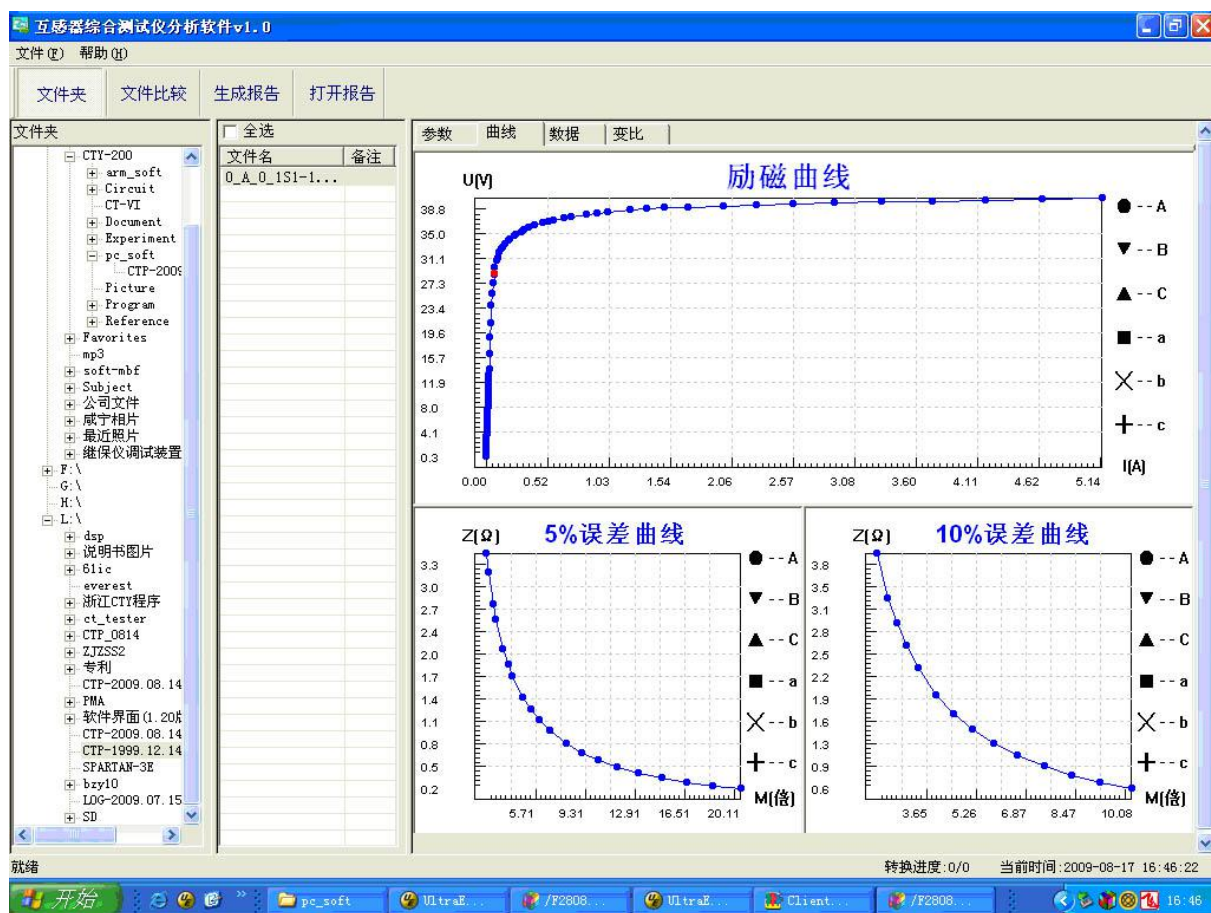 互感器综合测试仪分析软件v1.0
文件(F) 帮助(H)
文件夹 文件比较 生成报告 打开报告
文件夹
CTY-200
arm_soft
Circuit
CT-VI
Document
Experiment
pc_soft
CTP-2009
Picture
Program
Reference
Favorites
mp3
soft-mbf
Subject
公司文件
咸宁相片
最近照片
继保仪调试装置
F:\
G:\
H:\
L:\
dsp
说明书图片
61ic
everest
浙江CTY程序
ct_tester
CTP_0814
ZJZSS2
专利
CTP-2009.08.14
PMA
软件界面(1.20版
CTP-2009.08.14
CTP-1999.12.14
SPARTAN-3E
bzy10
LOG-2009.07.15
SD
全选
文件名 备注
0_A_0_1S1-1...
参数 曲线 数据 变比
励磁曲线
U(V)
38.8
35.0
31.1
27.3
23.4
19.6
15.7
11.9
8.0
4.1
0.3
0.00 0.52 1.03 1.54 2.06 2.57 3.08 3.60 4.11 4.62 5.14
I(A)
--A
--B
--C
--a
--b
--c
5%误差曲线
Z(Ω)
3.3
3.0
2.7
2.4
2.0
1.7
1.4
1.1
0.8
0.5
0.2
5.71 9.31 12.91 16.51 20.11
M(倍)
--A
--B
--C
--a
--b
--c
10%误差曲线
Z(Ω)
3.8
3.5
3.1
2.8
2.5
2.2
1.9
1.6
1.3
0.9
0.6
3.65 5.26 6.87 8.47 10.08
M(倍)
--A
--B
--C
--a
--b
--c
就绪 转换进度:0/0 当前时间:2009-08-17 16:46:22
开始 pc_soft UltraE... /F2808... UltraE... Client... /F2808... 16:46